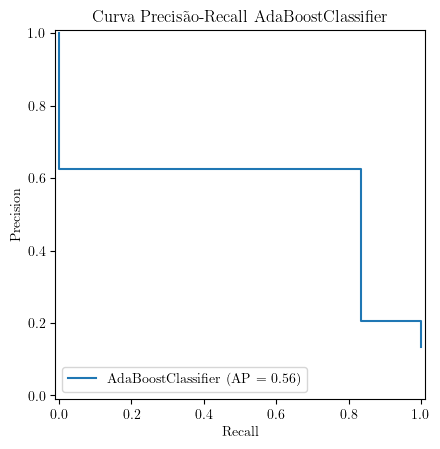 Curva Precisão-Recall AdaBoostClassifier
1.0
0.8
0.6
0.4
0.2
0.0
Precision
AdaBoostClassifier (AP = 0.56)
0.0 0.2 0.4 0.6 0.8 1.0
Recall